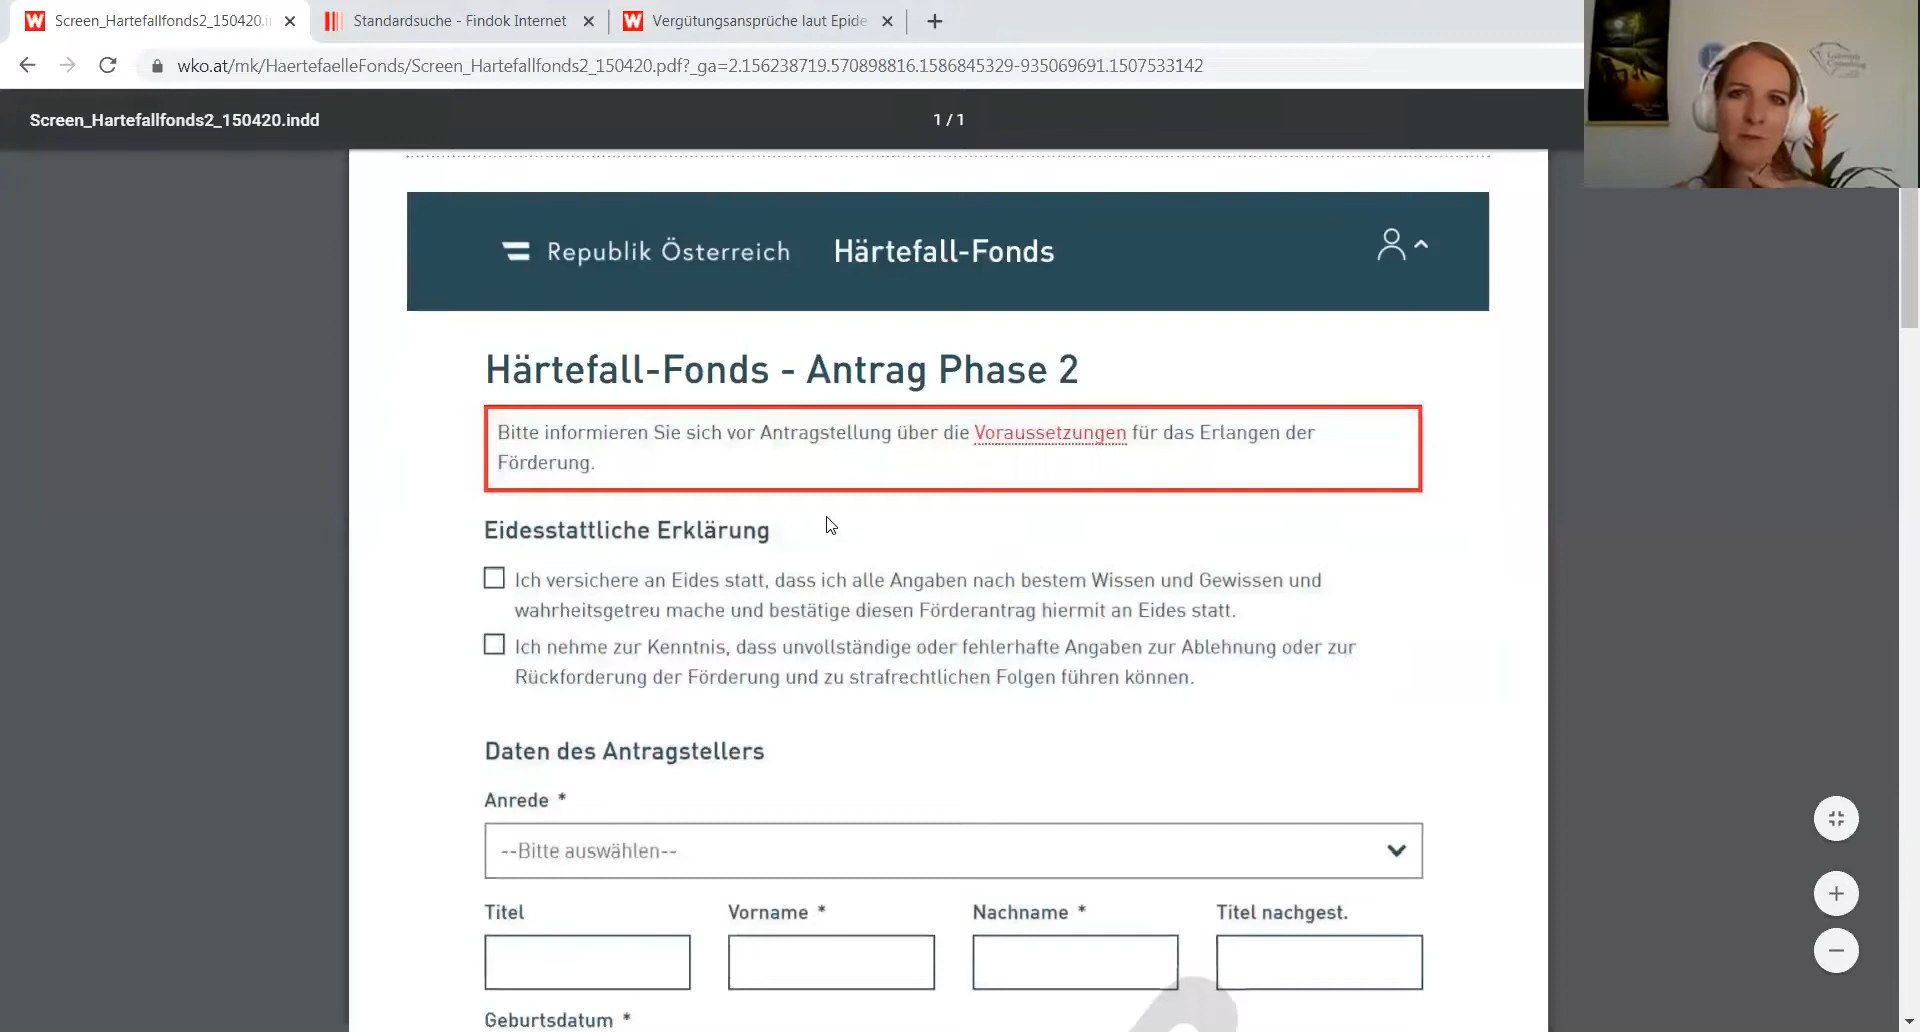 Screen_Hartefallfonds2_150420.i
Standardsuche - Findok Internet
Vergütungsansprüche laut Epide
wko.at/mk/HaertefaelleFonds/Screen_Hartefallfonds2_150420.pdf?_ga=2.156238719.570898816.1586845329-935069691.1507533142
Screen_Hartefallfonds2_150420.indd
1 / 1
Republik Österreich
Härtefall-Fonds
Härtefall-Fonds - Antrag Phase 2
Bitte informieren Sie sich vor Antragstellung über die Voraussetzungen für das Erlangen der
Förderung.
Eidesstattliche Erklärung
Ich versichere an Eides statt, dass ich alle Angaben nach bestem Wissen und Gewissen und
wahrheitsgetreu mache und bestätige diesen Förderantrag hiermit an Eides statt.
Ich nehme zur Kenntnis, dass unvollständige oder fehlerhafte Angaben zur Ablehnung oder zur
Rückforderung der Förderung und zu strafrechtlichen Folgen führen können.
Daten des Antragstellers
Anrede *
--Bitte auswählen--
Titel
Vorname *
Nachname *
Titel nachgest.
Geburtsdatum *